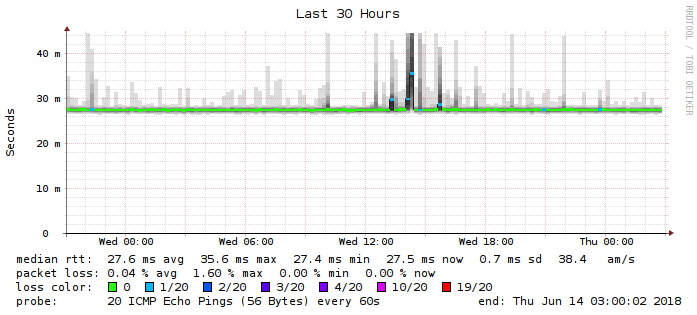 Last 30 Hours
RRDTOOL / TOBI OETIKER
Seconds
40 m
30 m
20 m
10 m
0
Wed 00:00 Wed 06:00 Wed 12:00 Wed 18:00 Thu 00:00
median rtt: 27.6 ms avg 35.6 ms max 27.4 ms min 27.5 ms now 0.7 ms sd 38.4 am/s
packet loss: 0.04 % avg 1.60 % max 0.00 % min 0.00 % now
loss color: 0 1/20 2/20 3/20 4/20 10/20 19/20
probe: 20 ICMP Echo Pings (56 Bytes) every 60s end: Thu Jun 14 03:00:02 2018